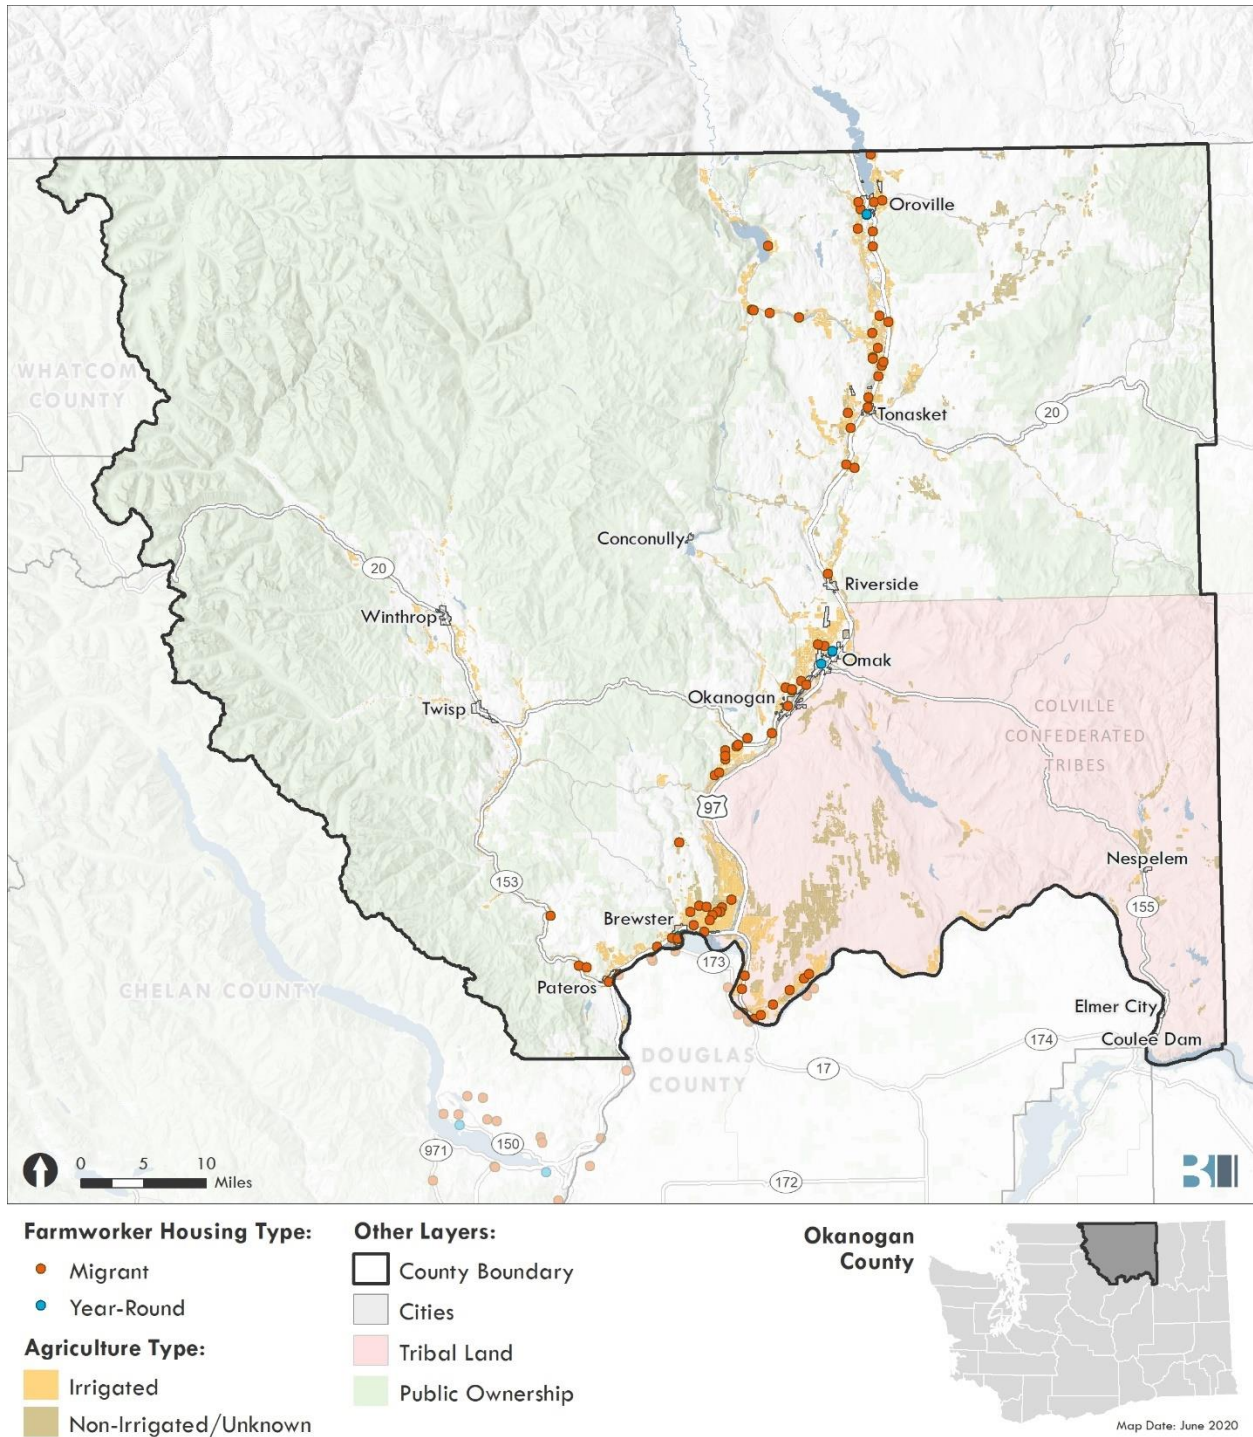 Oroville
WHATCOM
COUNTY
Tonasket
20
Conconully
20
Riverside
Winthrop
Omak
Okanogan
Twisp
COLVILLE
CONFEDERATED
TRIBES
97
Nespelem
153
155
Brewster
173
Pateros
CHELAN COUNTY
Elmer City
174
Coulee Dam
DOUGLAS
COUNTY
17
150
971
172
0 5 10
Miles
Farmworker Housing Type:
Migrant
Year-Round
Agriculture Type:
Irrigated
Non-Irrigated/Unknown
Other Layers:
County Boundary
Cities
Tribal Land
Public Ownership
Okanogan
County
Map Date: June 2020